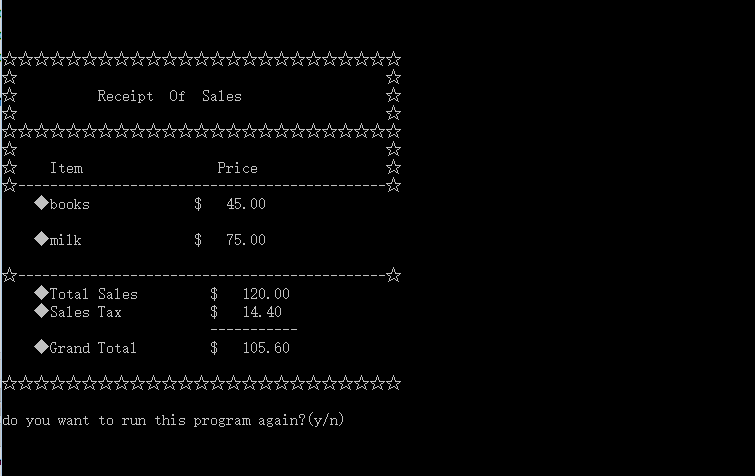 ☆☆☆☆☆☆☆☆☆☆☆☆☆☆☆☆☆☆☆☆☆☆☆☆☆
☆ ☆
☆ Receipt Of Sales ☆
☆ ☆
☆☆☆☆☆☆☆☆☆☆☆☆☆☆☆☆☆☆☆☆☆☆☆☆☆
☆ ☆
☆ Item Price ☆
☆----------------------------------------------☆
◆books $ 45.00
◆milk $ 75.00
☆----------------------------------------------☆
◆Total Sales $ 120.00
◆Sales Tax $ 14.40
-----------
◆Grand Total $ 105.60
☆☆☆☆☆☆☆☆☆☆☆☆☆☆☆☆☆☆☆☆☆☆☆☆☆
do you want to run this program again?(y/n)